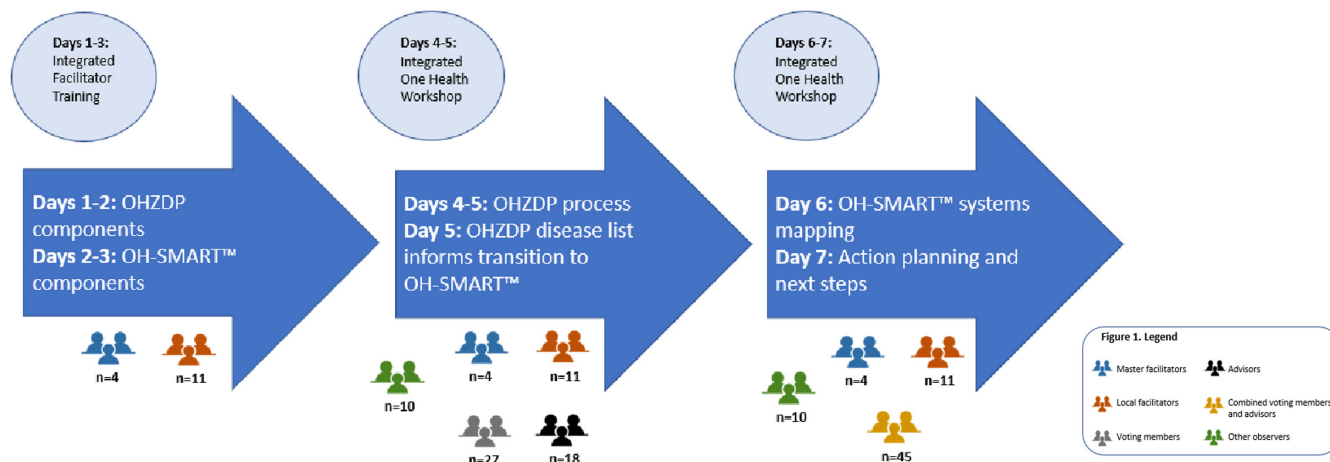 Days 1-3:
Integrated
Facilitator
Training
Days 1-2: OHZDP
components
Days 2-3: OH-SMART™
components
n=4
n=11
Days 4-5:
Integrated
One Health
Workshop
Days 4-5: OHZDP process
Day 5: OHZDP disease list
informs transition to
OH-SMART™
n=10
n=4
n=11
n=27
n=18
Days 6-7:
Integrated
One Health
Workshop
Day 6: OH-SMART™ systems
mapping
Day 7: Action planning and
next steps
n=10
n=4
n=11
n=45
Figure 1. Legend
Master facilitators
Advisors
Local facilitators
Combined voting members
and advisors
Voting members
Other observers